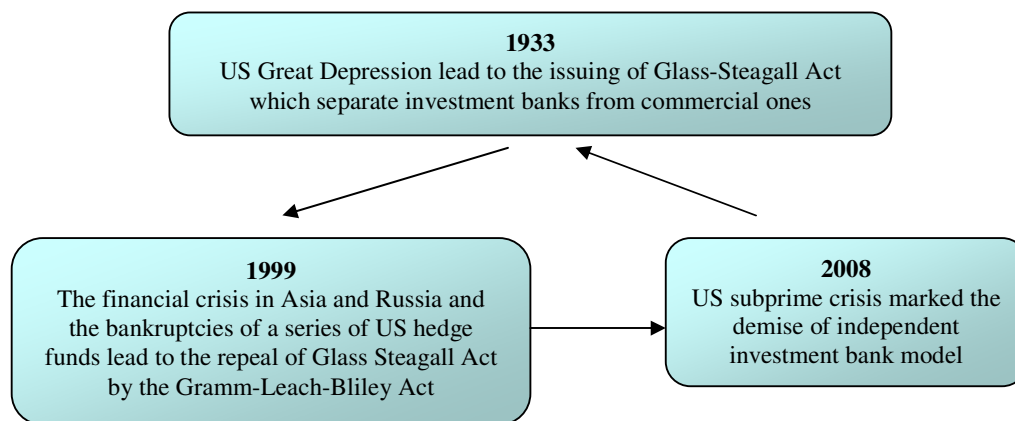 1933
US Great Depression lead to the issuing of Glass-Steagall Act
which separate investment banks from commercial ones
1999
The financial crisis in Asia and Russia and
the bankruptcies of a series of US hedge
funds lead to the repeal of Glass Steagall Act
by the Gramm-Leach-Bliley Act
2008
US subprime crisis marked the
demise of independent
investment bank model